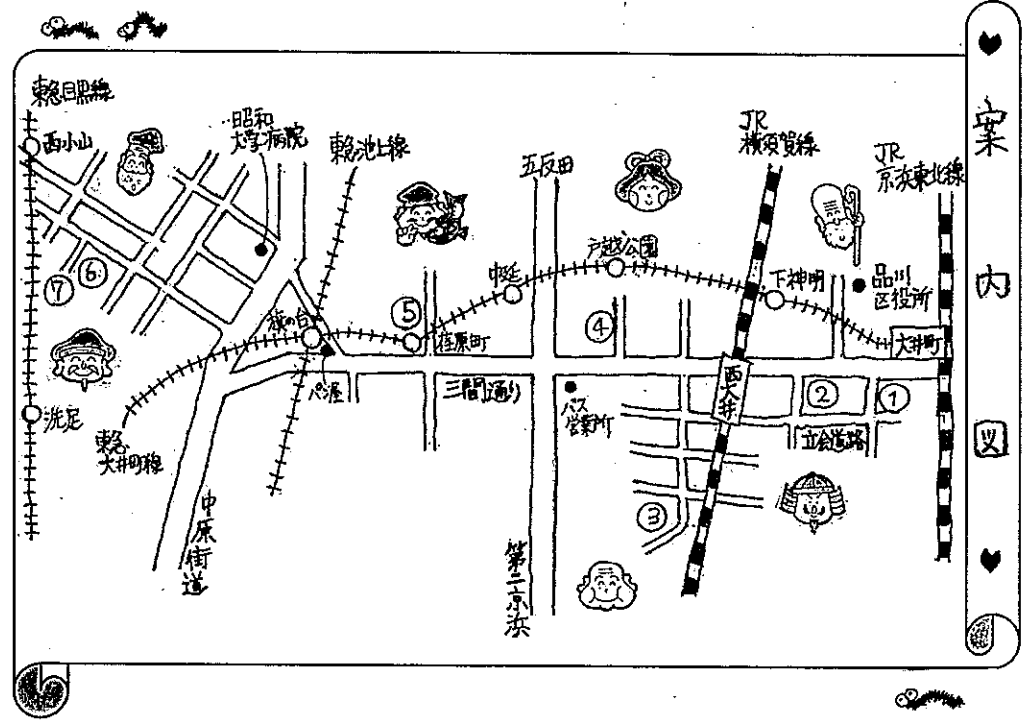 案内図
東急目黒線
西小山
昭和
大学病院
東急池上線
五反田
JR
横須賀線
JR
京浜東北線
戸越公園
中延
下神明
品川
区役所
⑦
⑥
⑤
④
旗の台
荏原町
大井町
パン屋
三間通り
バス
営業所
西大井
②
①
立会道路
洗足
東急
大井町線
③
中原街道
第二京浜